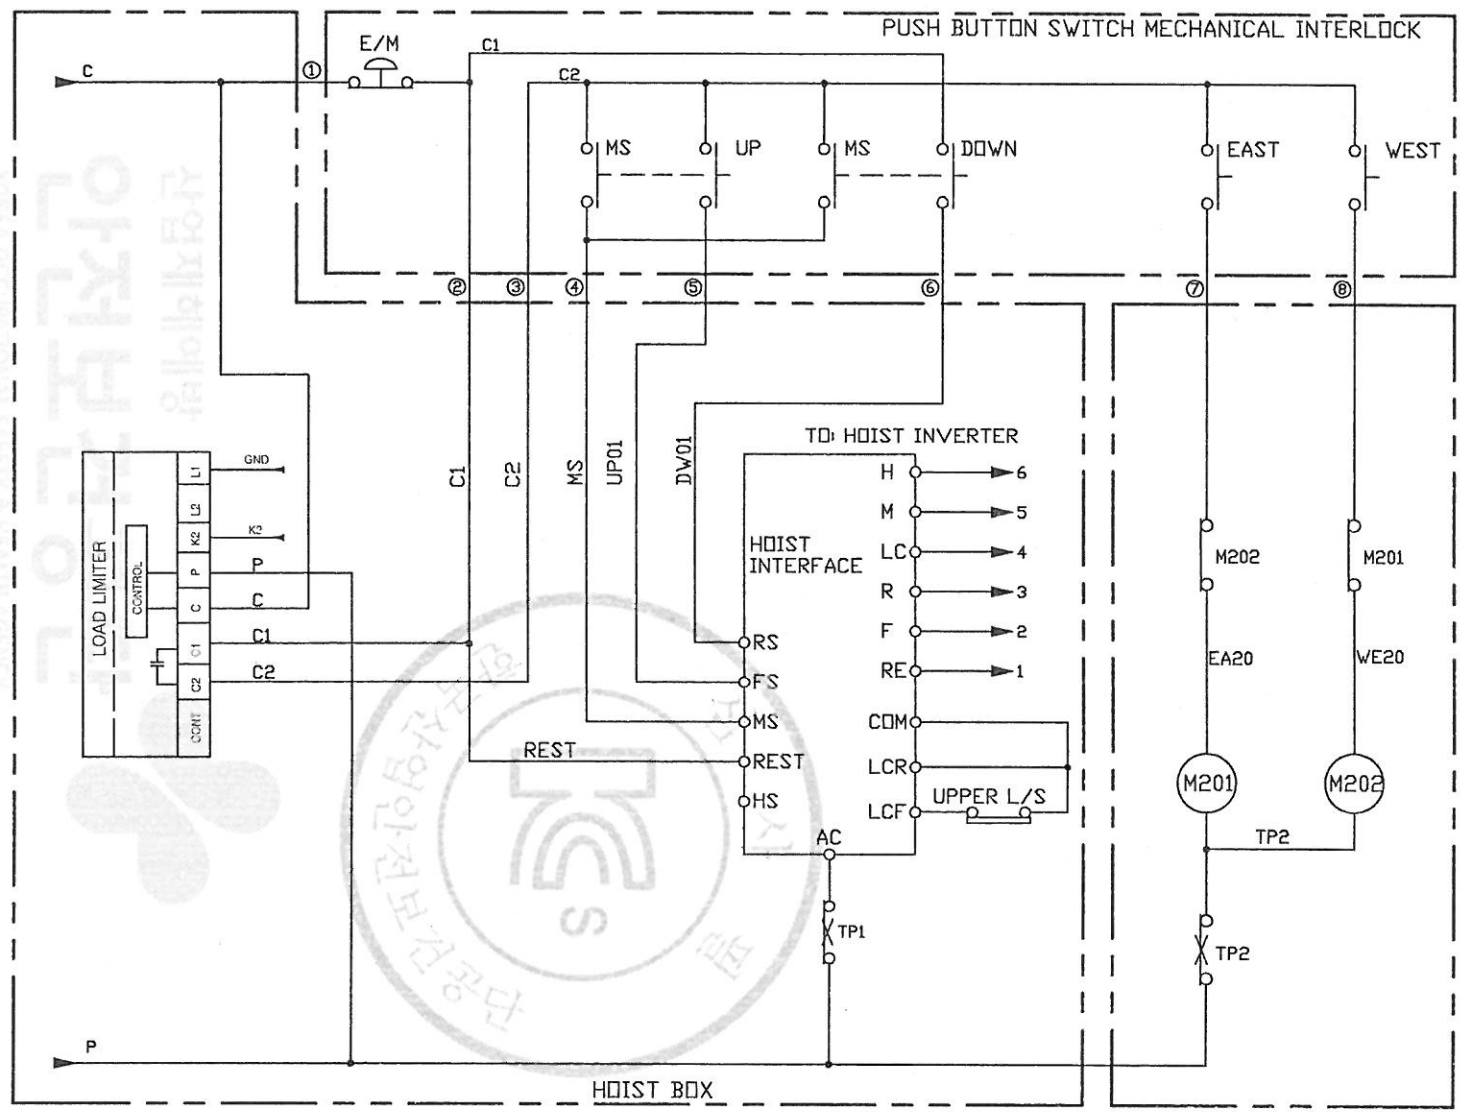 PUSH BUTTON SWITCH MECHANICAL INTERLOCK
E/M
C1
C
①
C2
MS
UP
MS
DOWN
EAST
WEST
②
③
④
⑤
⑥
⑦
⑧
TO: HOIST INVERTER
C1
C2
MS
UP01
DW01
LOAD LIMITER
CONTROL
L1
GND
L2
K2
K2
P
P
C
C
C1
C1
C2
C2
CONT
HOIST INTERFACE
H
6
M
5
LC
4
R
3
F
2
RE
1
RS
FS
MS
REST
REST
HS
COM
LCR
LCF
UPPER L/S
AC
TP1
M202
M201
EA20
WE20
M201
M202
TP2
TP2
P
HOIST BOX
S